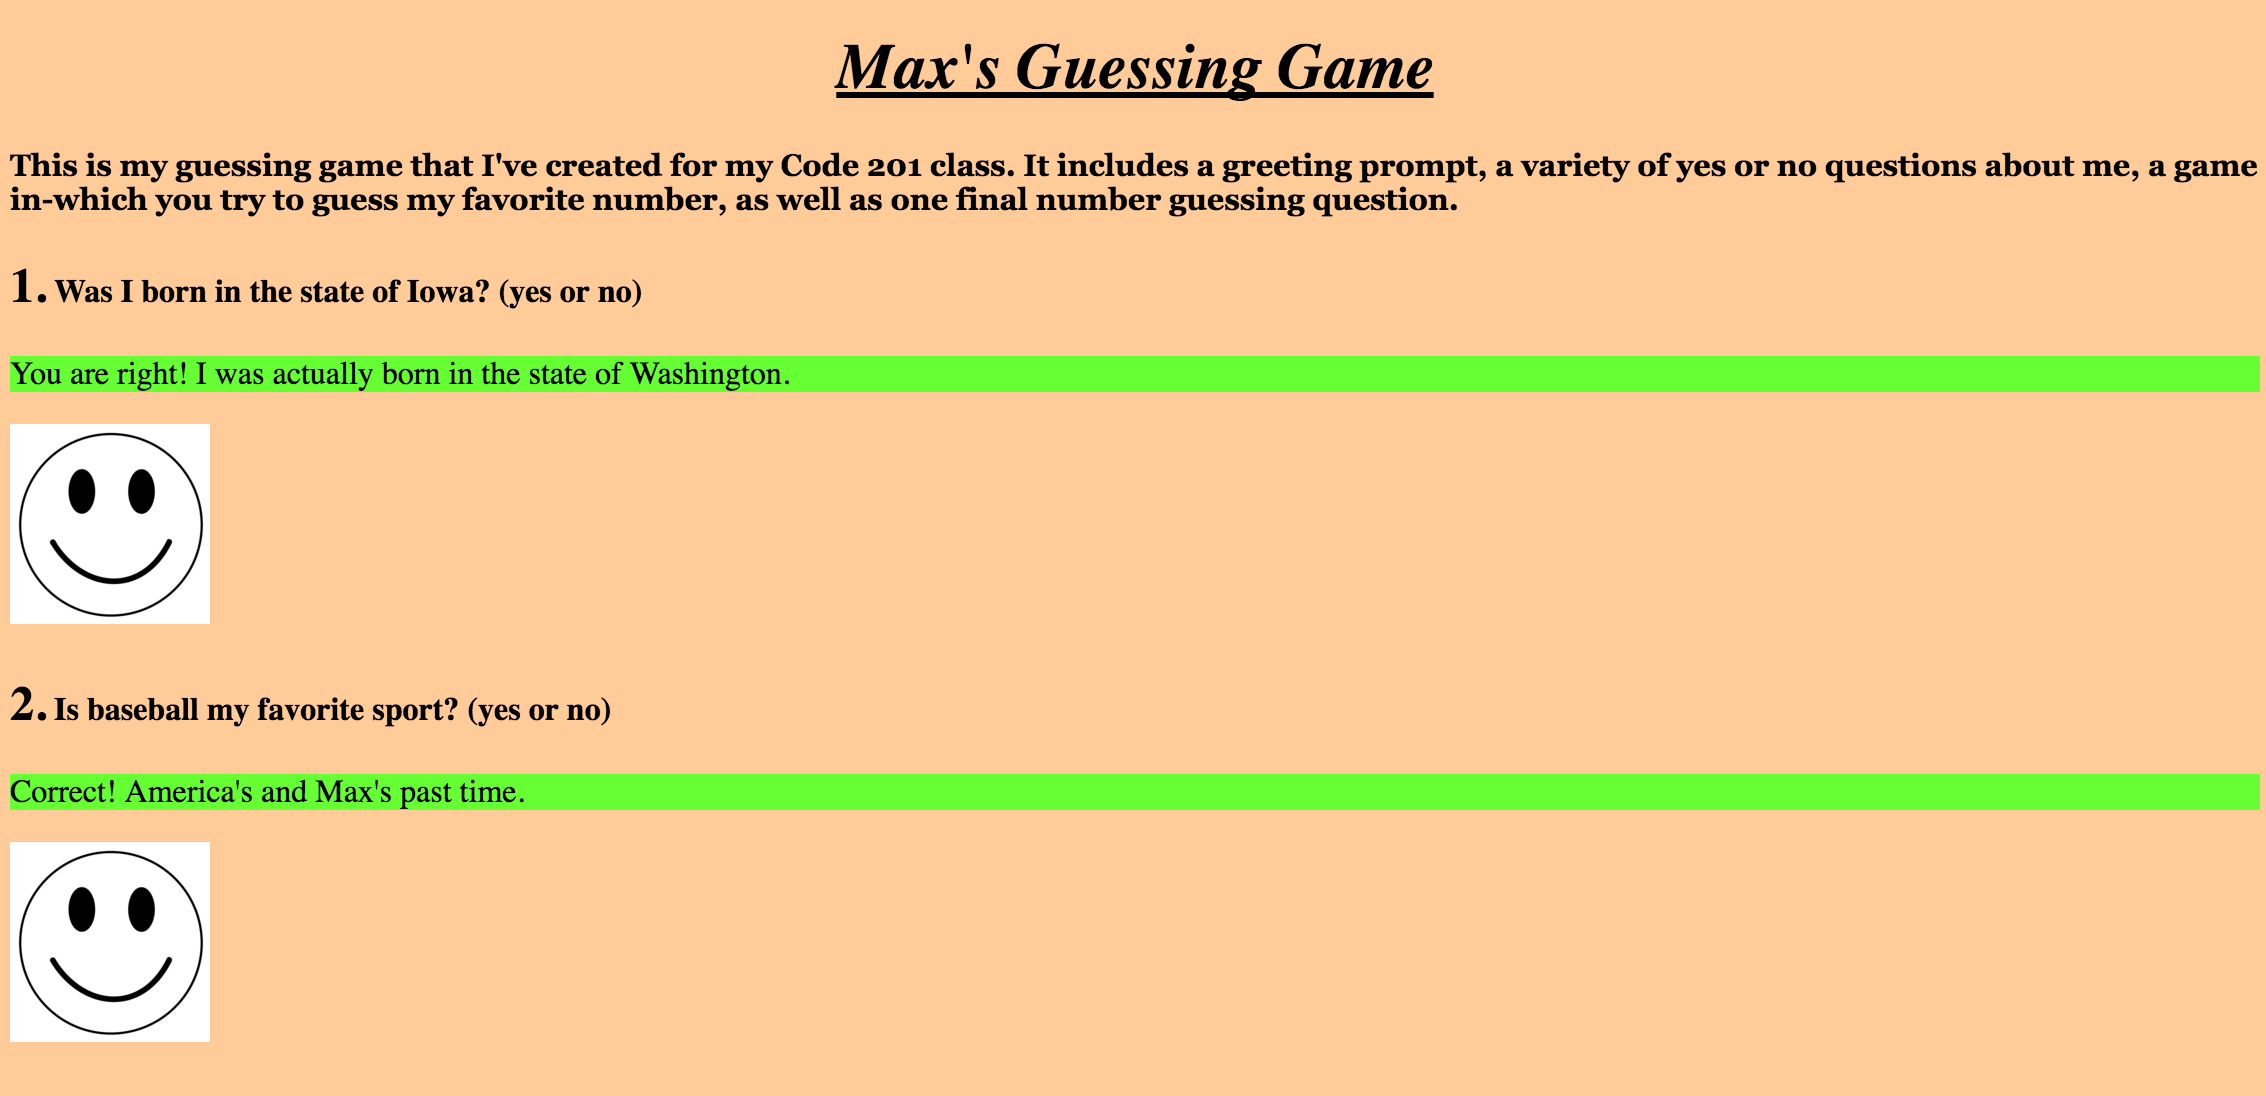 Max's Guessing Game
This is my guessing game that I've created for my Code 201 class. It includes a greeting prompt, a variety of yes or no questions about me, a game
in-which you try to guess my favorite number, as well as one final number guessing question.
1. Was I born in the state of Iowa? (yes or no)
You are right! I was actually born in the state of Washington.
2. Is baseball my favorite sport? (yes or no)
Correct! America's and Max's past time.